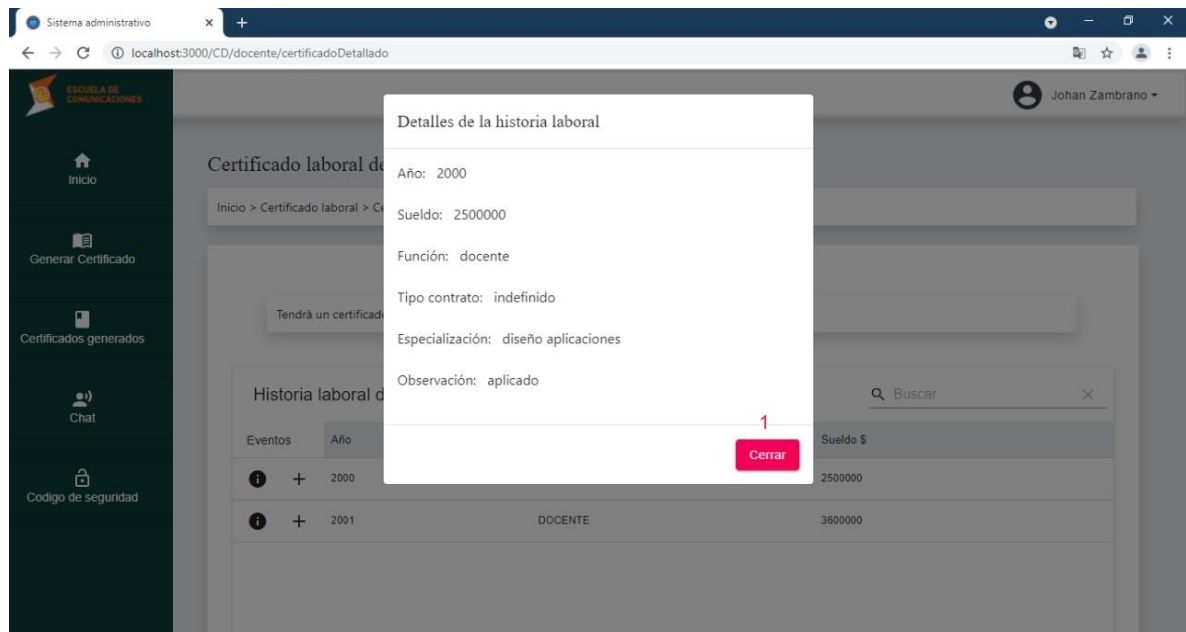 Sistema administrativo
localhost:3000/CD/docente/certificadoDetallado
ESCUELA DE
COMUNICACIONES
Johan Zambrano
Inicio
Generar Certificado
Certificados generados
Chat
Codigo de seguridad
Certificado laboral de
Inicio > Certificado laboral > Ce
Tendrà un certificado
Detalles de la historia laboral
Año: 2000
Sueldo: 2500000
Función: docente
Tipo contrato: indefinido
Especialización: diseño aplicaciones
Observación: aplicado
1
Cerrar
Historia laboral d
Buscar
Eventos Año Sueldo $
2000 2500000
2001 DOCENTE 3600000